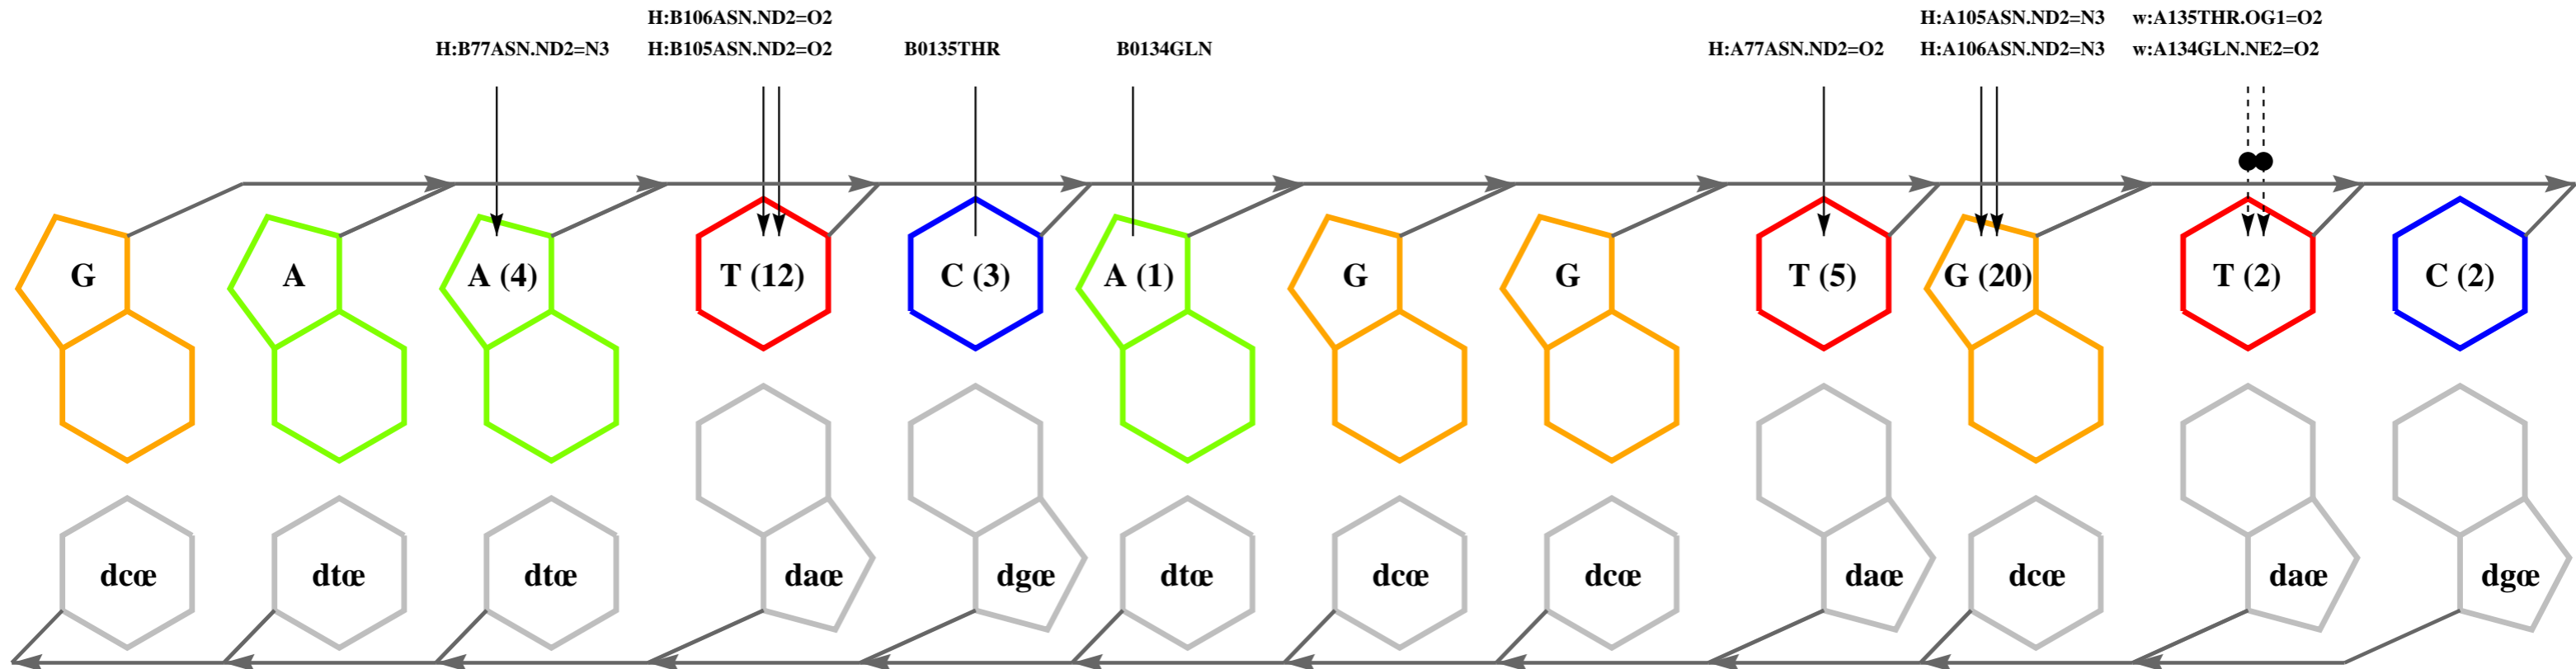 H:B106ASN.ND2=O2 H:A105ASN.ND2=N3 w:A135THR.OG1=O2
H:B77ASN.ND2=N3 H:B105ASN.ND2=O2 B0135THR B0134GLN H:A77ASN.ND2=O2 H:A106ASN.ND2=N3 w:A134GLN.NE2=O2
G A A (4) T (12) C (3) A (1) G G T (5) G (20) T (2) C (2)
dcœ dtœ dtœ daœ dgœ dtœ dcœ dcœ daœ dcœ daœ dgœ